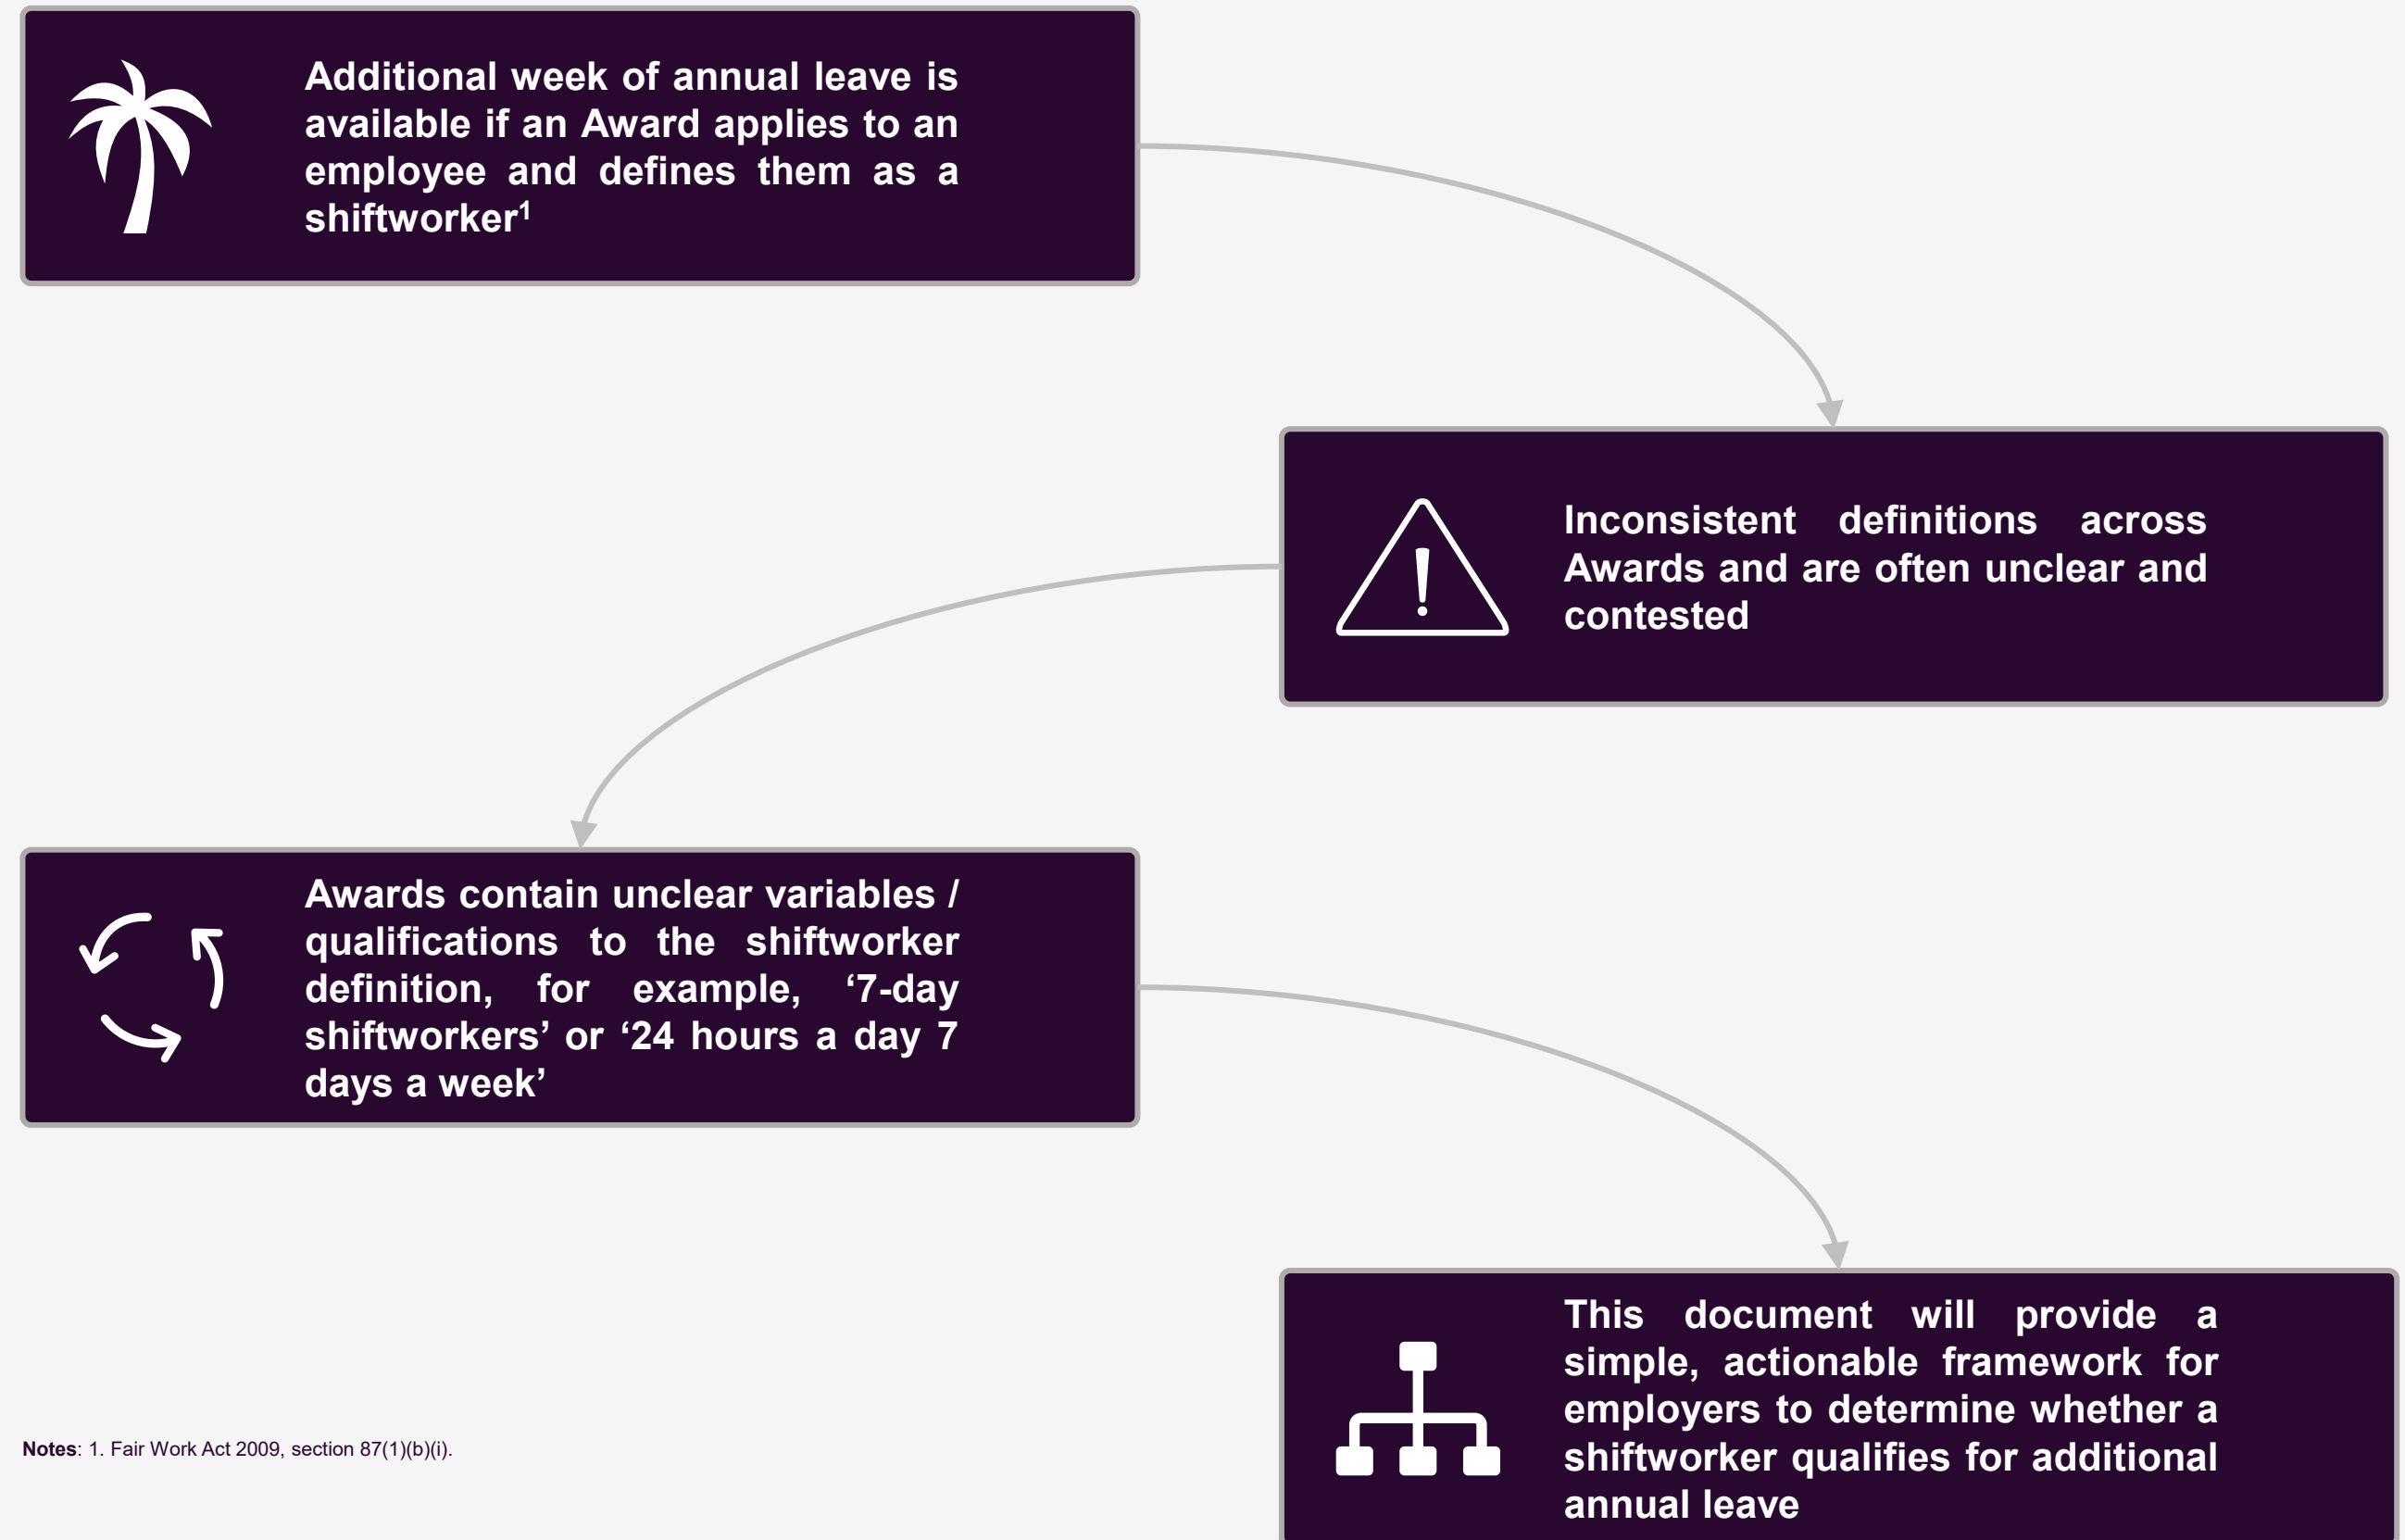 Additional week of annual leave is
available if an Award applies to an
employee and defines them as a
shiftworker¹
Inconsistent definitions across
Awards and are often unclear and
contested
Awards contain unclear variables /
qualifications to the shiftworker
definition, for example, ‘7-day
shiftworkers’ or ‘24 hours a day 7
days a week’
This document will provide a
simple, actionable framework for
employers to determine whether a
shiftworker qualifies for additional
annual leave
Notes: 1. Fair Work Act 2009, section 87(1)(b)(i).